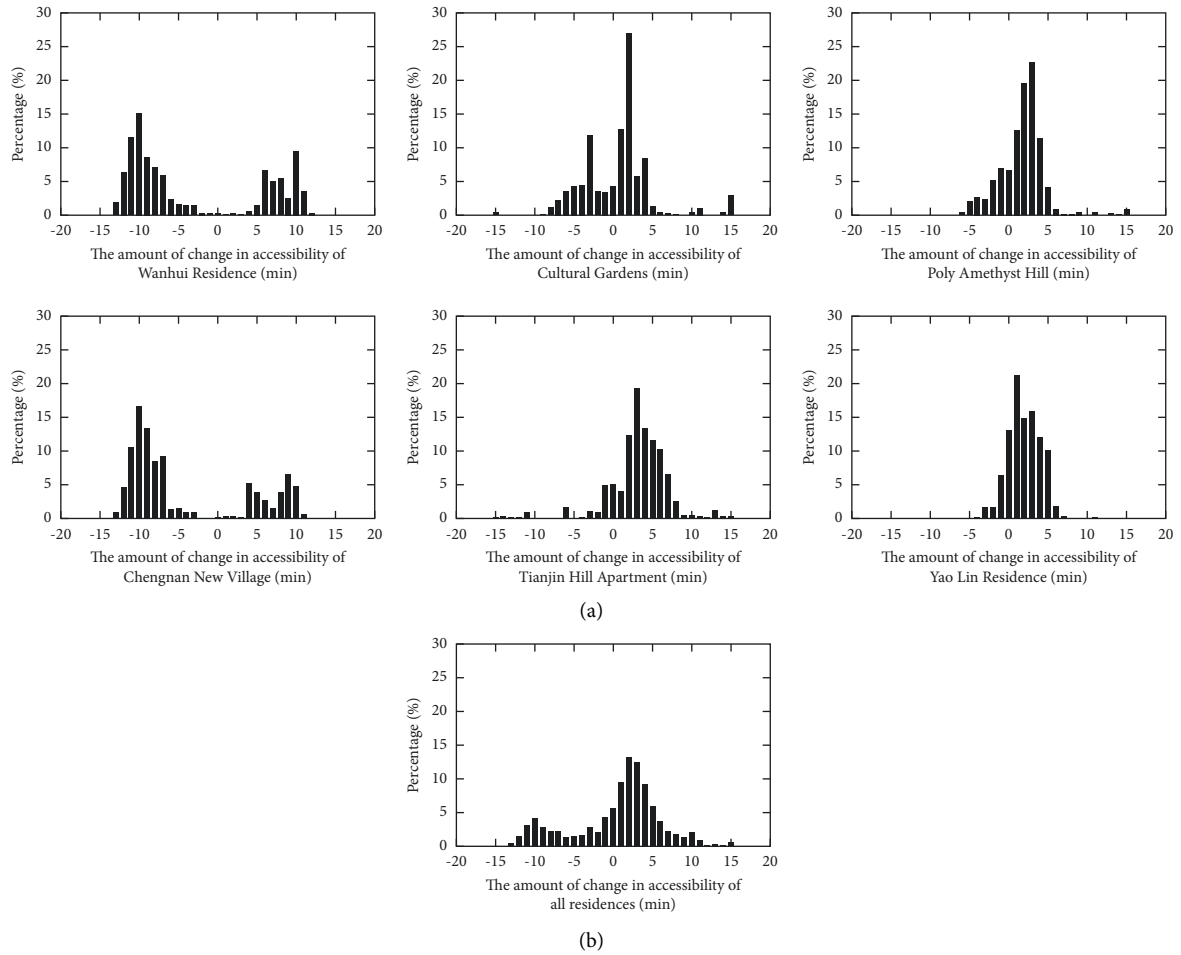 30
25
20
15
10
5
0
Percentage (%)
-20 -15 -10 -5 0 5 10 15 20
The amount of change in accessibility of
Wanhui Residence (min)
30
25
20
15
10
5
0
Percentage (%)
-20 -15 -10 -5 0 5 10 15 20
The amount of change in accessibility of
Cultural Gardens (min)
30
25
20
15
10
5
0
Percentage (%)
-20 -15 -10 -5 0 5 10 15 20
The amount of change in accessibility of
Poly Amethyst Hill (min)
30
25
20
15
10
5
0
Percentage (%)
-20 -15 -10 -5 0 5 10 15 20
The amount of change in accessibility of
Chengnan New Village (min)
30
25
20
15
10
5
0
Percentage (%)
-20 -15 -10 -5 0 5 10 15 20
The amount of change in accessibility of
Tianjin Hill Apartment (min)
30
25
20
15
10
5
0
Percentage (%)
-20 -15 -10 -5 0 5 10 15 20
The amount of change in accessibility of
Yao Lin Residence (min)
(a)
30
25
20
15
10
5
0
Percentage (%)
-20 -15 -10 -5 0 5 10 15 20
The amount of change in accessibility of
all residences (min)
(b)